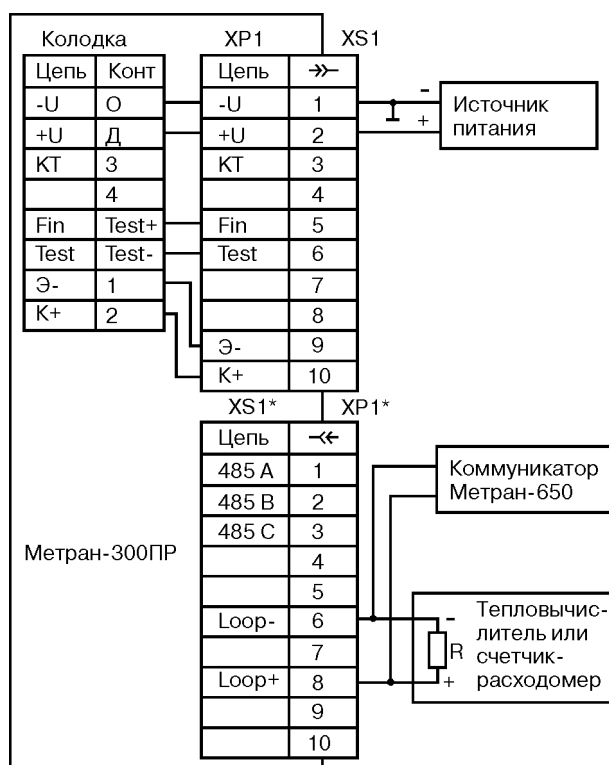 Колодка XP1 XS1
Цепь Конт Цепь
-U О -U 1 -
+U Д +U 2 +
КТ 3 КТ 3
4 4
Fin Test+ Fin 5
Test Test- Test 6
Э- 1 7
К+ 2 8
Э- 9
К+ 10
Источник
питания
XS1* XP1*
Цепь
485 A 1
485 B 2
485 C 3
4
5
Loop- 6 -
7
Loop+ 8 +
9
10
Метран-300ПР
Коммуникатор
Метран-650
R
Тепловычис-
литель или
счетчик-
расходомер